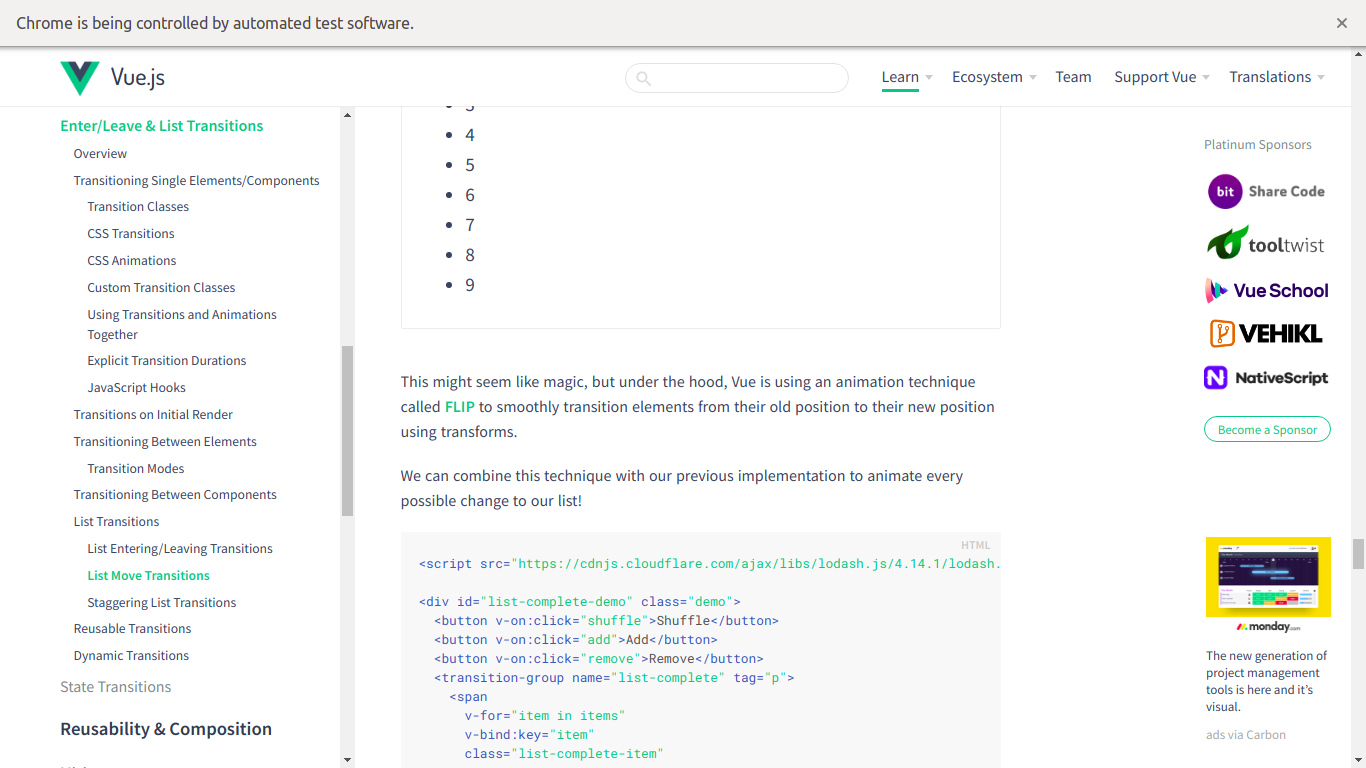 Chrome is being controlled by automated test software.
Vue.js
Learn
Ecosystem
Team
Support Vue
Translations
Enter/Leave & List Transitions
Overview
Transitioning Single Elements/Components
Transition Classes
CSS Transitions
CSS Animations
Custom Transition Classes
Using Transitions and Animations
Together
Explicit Transition Durations
JavaScript Hooks
Transitions on Initial Render
Transitioning Between Elements
Transition Modes
Transitioning Between Components
List Transitions
List Entering/Leaving Transitions
List Move Transitions
Staggering List Transitions
Reusable Transitions
Dynamic Transitions
State Transitions
Reusability & Composition
4
5
6
7
8
9
This might seem like magic, but under the hood, Vue is using an animation technique
called FLIP to smoothly transition elements from their old position to their new position
using transforms.
We can combine this technique with our previous implementation to animate every
possible change to our list!
HTML
<script src="https://cdnjs.cloudflare.com/ajax/libs/lodash.js/4.14.1/lodash.
<div id="list-complete-demo" class="demo">
<button v-on:click="shuffle">Shuffle</button>
<button v-on:click="add">Add</button>
<button v-on:click="remove">Remove</button>
<transition-group name="list-complete" tag="p">
<span
v-for="item in items"
v-bind:key="item"
class="list-complete-item"
Platinum Sponsors
bit Share Code
tooltwist
Vue School
VEHIKL
NativeScript
Become a Sponsor
monday.com
The new generation of
project management
tools is here and it's
visual.
ads via Carbon